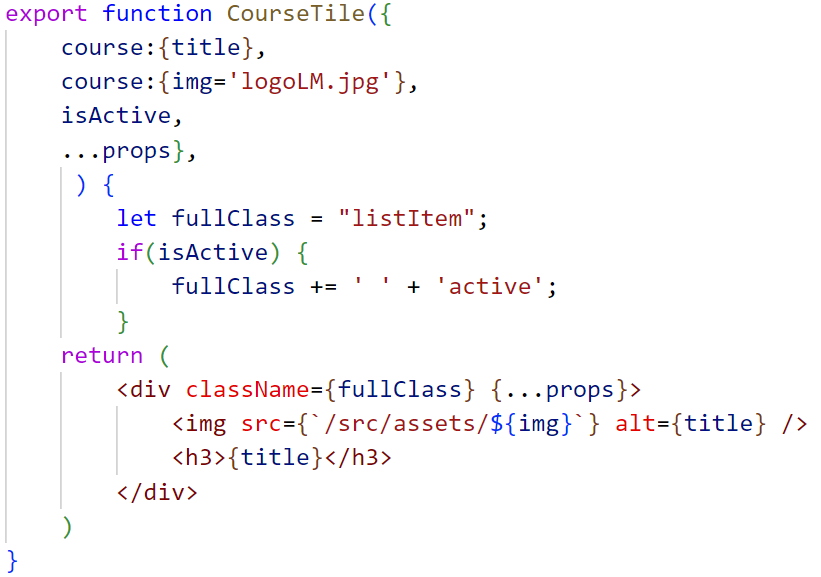 export function CourseTile({
    course:{title},
    course:{img='logoLM.jpg'},
    isActive,
    ...props},
     ) {
        let fullClass = "listItem";
        if(isActive) {
            fullClass += ' ' + 'active';
        }
    return (
        <div className={fullClass} {...props}>
            <img src={`/src/assets/${img}`} alt={title} />
            <h3>{title}</h3>
        </div>
    )
}